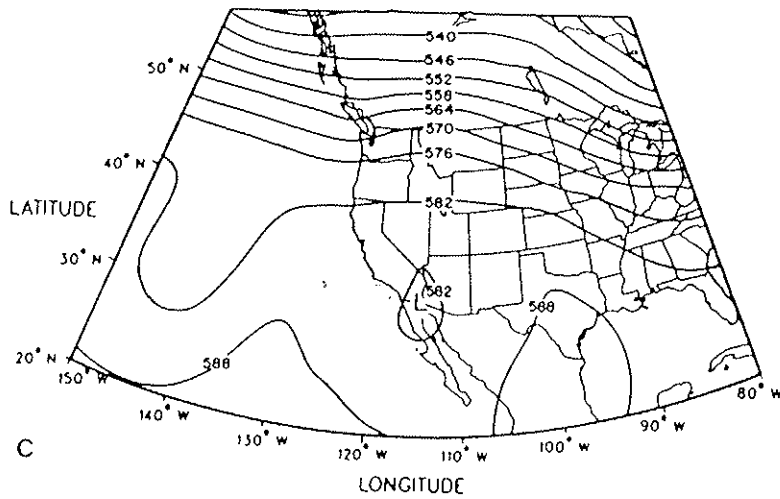 540
50° N
546
552
558
564
570
576
40° N
LATITUDE
582
30° N
582
588
588
20° N
150° W
140° W
130° W
120° W
110° W
100° W
90° W
80° W
C
LONGITUDE